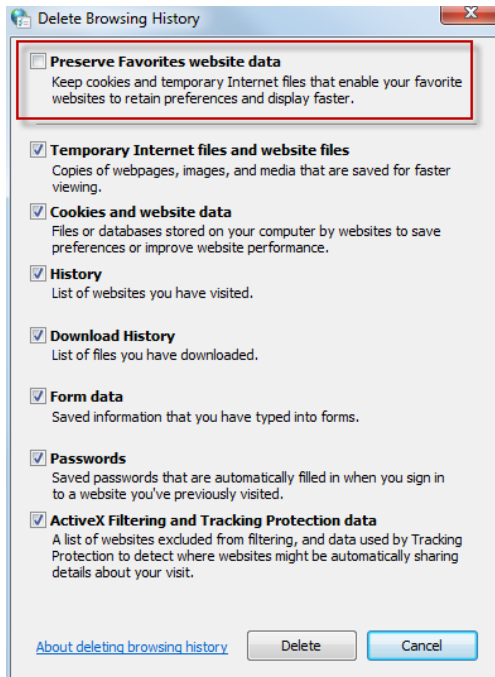 Delete Browsing History
Preserve Favorites website data
Keep cookies and temporary Internet files that enable your favorite
websites to retain preferences and display faster.
Temporary Internet files and website files
Copies of webpages, images, and media that are saved for faster
viewing.
Cookies and website data
Files or databases stored on your computer by websites to save
preferences or improve website performance.
History
List of websites you have visited.
Download History
List of files you have downloaded.
Form data
Saved information that you have typed into forms.
Passwords
Saved passwords that are automatically filled in when you sign in
to a website you've previously visited.
ActiveX Filtering and Tracking Protection data
A list of websites excluded from filtering, and data used by Tracking
Protection to detect where websites might be automatically sharing
details about your visit.
About deleting browsing history Delete Cancel